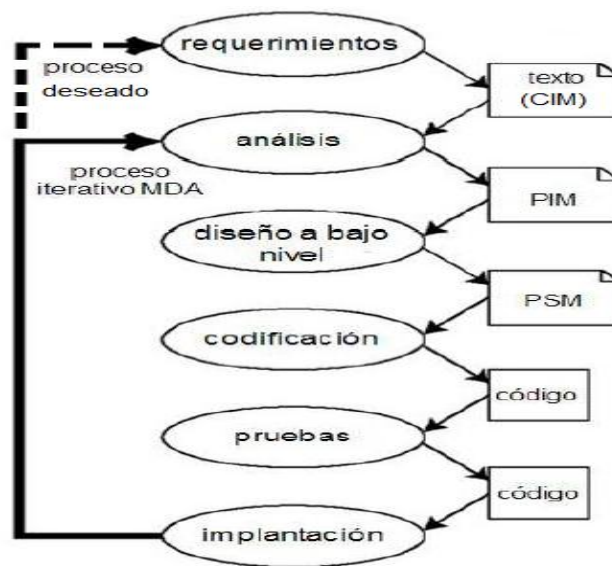 requerimientos
proceso
deseado
texto
(CIM)
análisis
proceso
iterativo MDA
PIM
diseño a bajo
nivel
PSM
codificación
código
pruebas
código
implantación